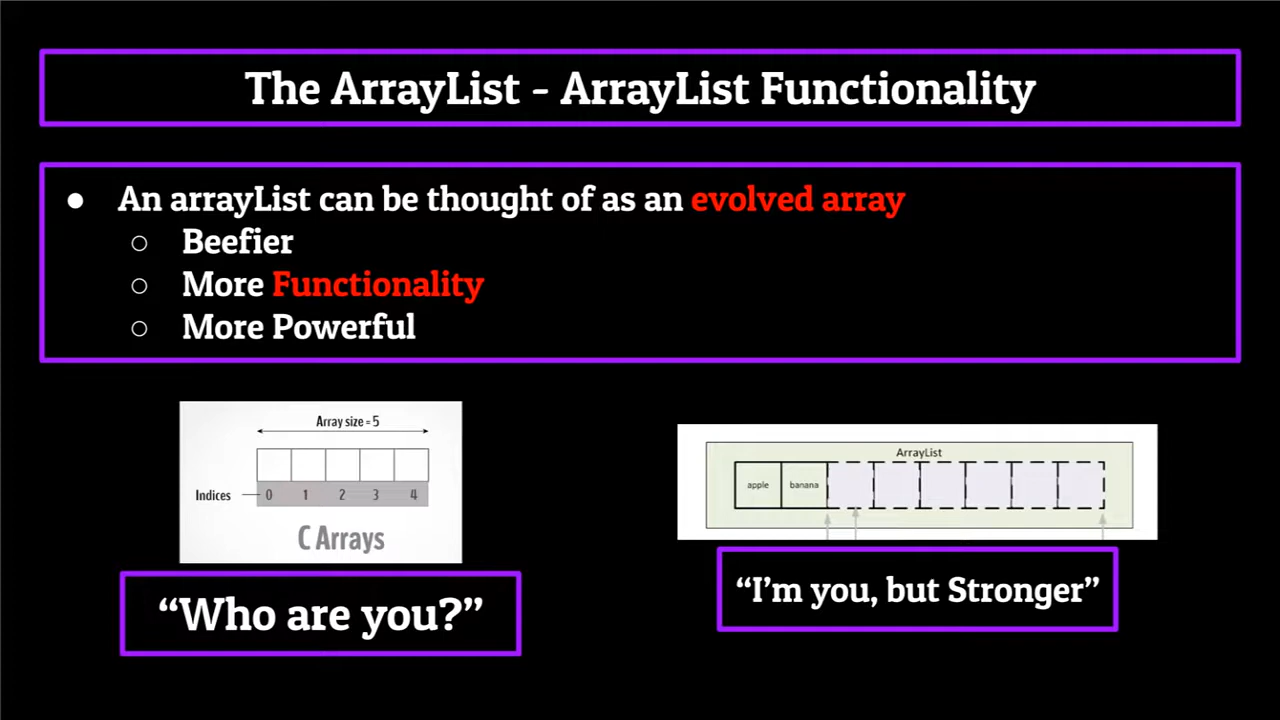 The ArrayList - ArrayList Functionality
● An arrayList can be thought of as an evolved array
○ Beefier
○ More Functionality
○ More Powerful
Array size = 5
Indices 0 1 2 3 4
C Arrays
“Who are you?”
ArrayList
apple banana
“I’m you, but Stronger”